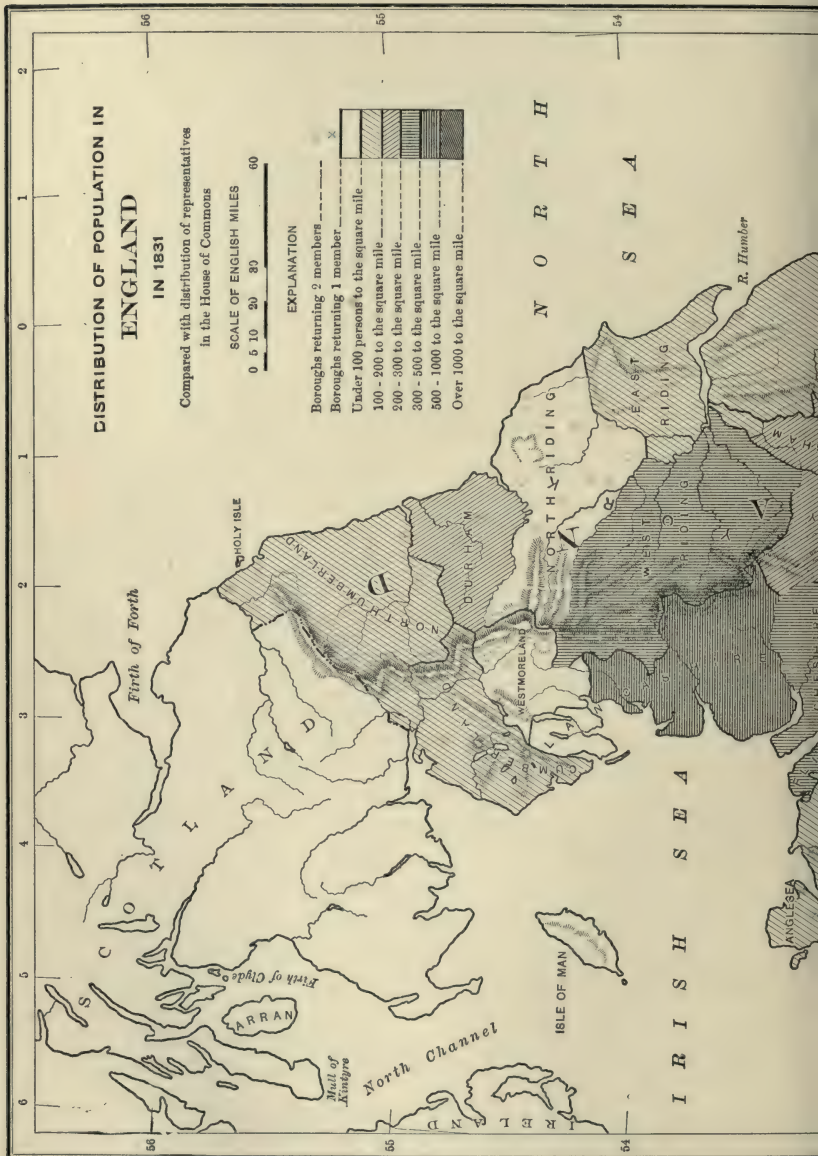 DISTRIBUTION OF POPULATION IN
ENGLAND
IN 1831
Compared with distribution of representatives
in the House of Commons
SCALE OF ENGLISH MILES
0 5 10 20 30 60
EXPLANATION
Boroughs returning 2 members
Boroughs returning 1 member x
Under 100 persons to the square mile
100 - 200 to the square mile
200 - 300 to the square mile
300 - 500 to the square mile
500 - 1000 to the square mile
Over 1000 to the square mile
6 5 4 3 2 1 0 1 2
56 56
55 55
54 54
SCOTLAND
Firth of Forth
HOLY ISLE
Firth of Clyde
ARRAN
Mull of
Kintyre
North Channel
IRELAND
NORTHUMBERLAND
CUMBERLAND
DURHAM
WESTMORELAND
NORTH RIDING
EAST
RIDING
WEST
RIDING
YORK
LAN
ISLE OF MAN
NORTH
SEA
IRISH SEA
R. Humber
ANGLESEA